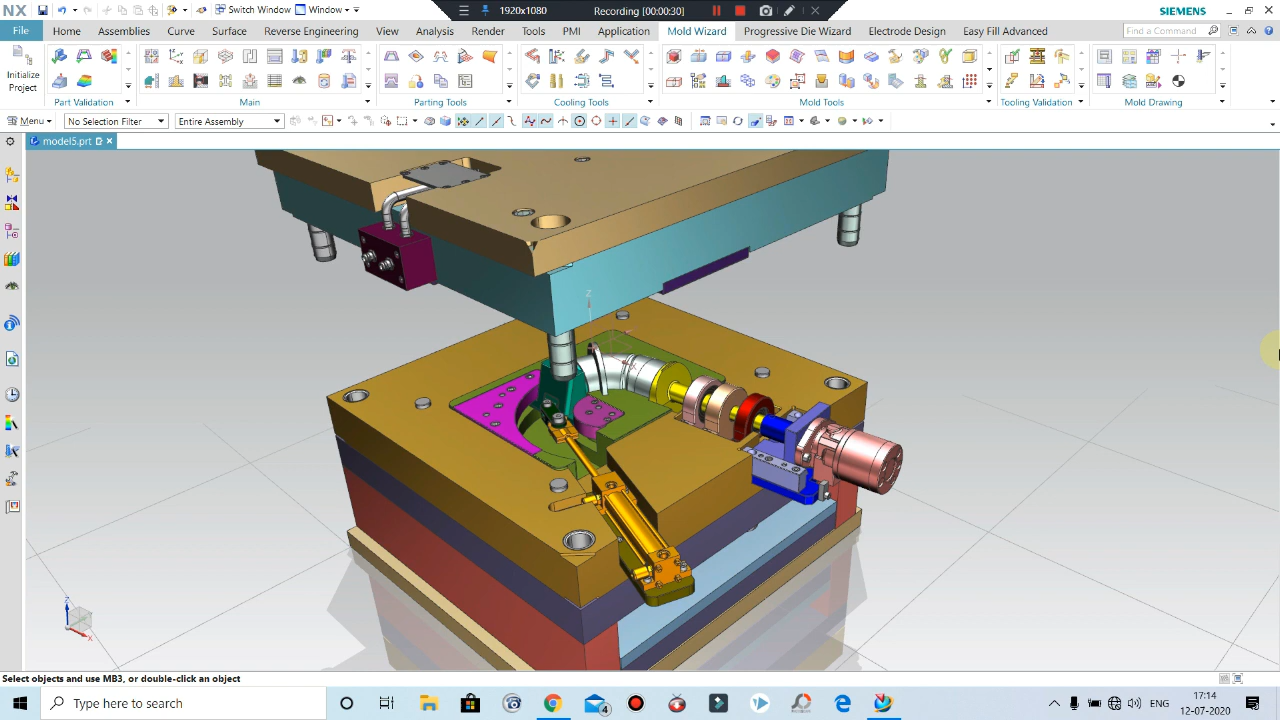 NX
Switch Window
Window
1920x1080
Recording [00:00:30]
SIEMENS
File
Home
Curve
Surface
Reverse Engineering
View
Analysis
Render
Tools
PMI
Application
Mold Wizard
Progressive Die Wizard
Electrode Design
Easy Fill Advanced
Find a Command
Initialize
Project
Part Validation
Main
Parting Tools
Cooling Tools
Mold Tools
Tooling Validation
Mold Drawing
Menu
No Selection Filter
Entire Assembly
model5.prt
Z
Z
X
Select objects and use MB3, or double-click an object
Type here to search
4
ENG
17:14
12-07-2020